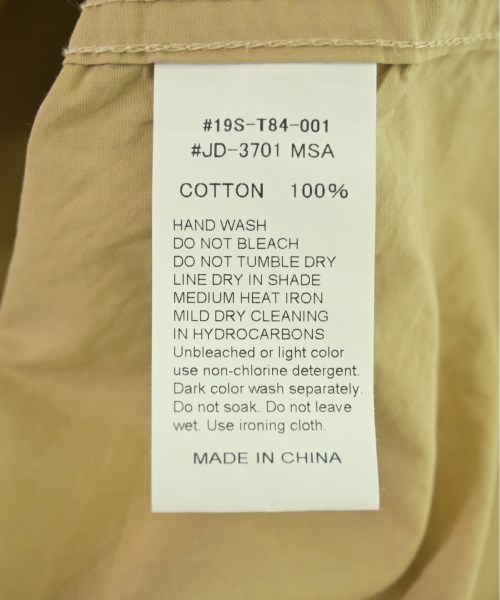 #19S-T84-001
#JD-3701 MSA
COTTON 100%
HAND WASH
DO NOT BLEACH
DO NOT TUMBLE DRY
LINE DRY IN SHADE
MEDIUM HEAT IRON
MILD DRY CLEANING
IN HYDROCARBONS
Unbleached or light color
use non-chlorine detergent.
Dark color wash separately.
Do not soak. Do not leave
wet. Use ironing cloth.
MADE IN CHINA